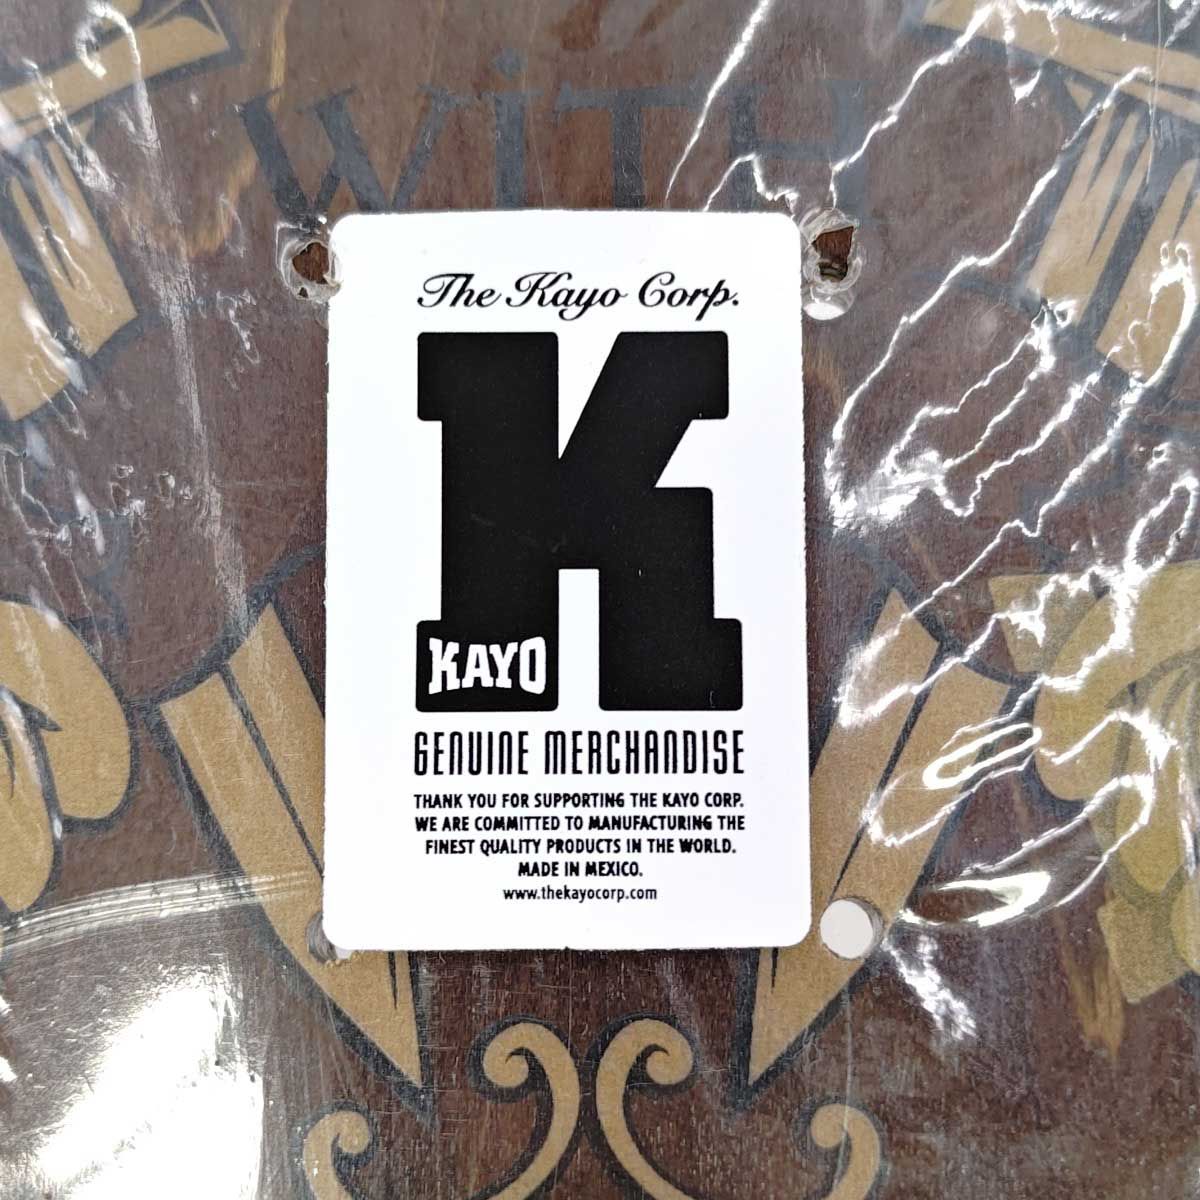 WiTH
The Kayo Corp.
K
KAYO
GENUINE MERCHANDISE
THANK YOU FOR SUPPORTING THE KAYO CORP.
WE ARE COMMITTED TO MANUFACTURING THE
FINEST QUALITY PRODUCTS IN THE WORLD.
MADE IN MEXICO.
www.thekayocorp.com